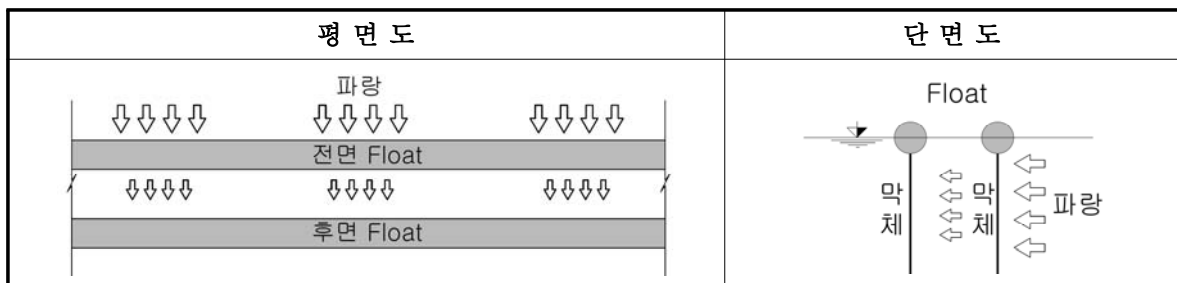 평 면 도
단 면 도
파랑
전면 Float
후면 Float
Float
막체
막체
파랑